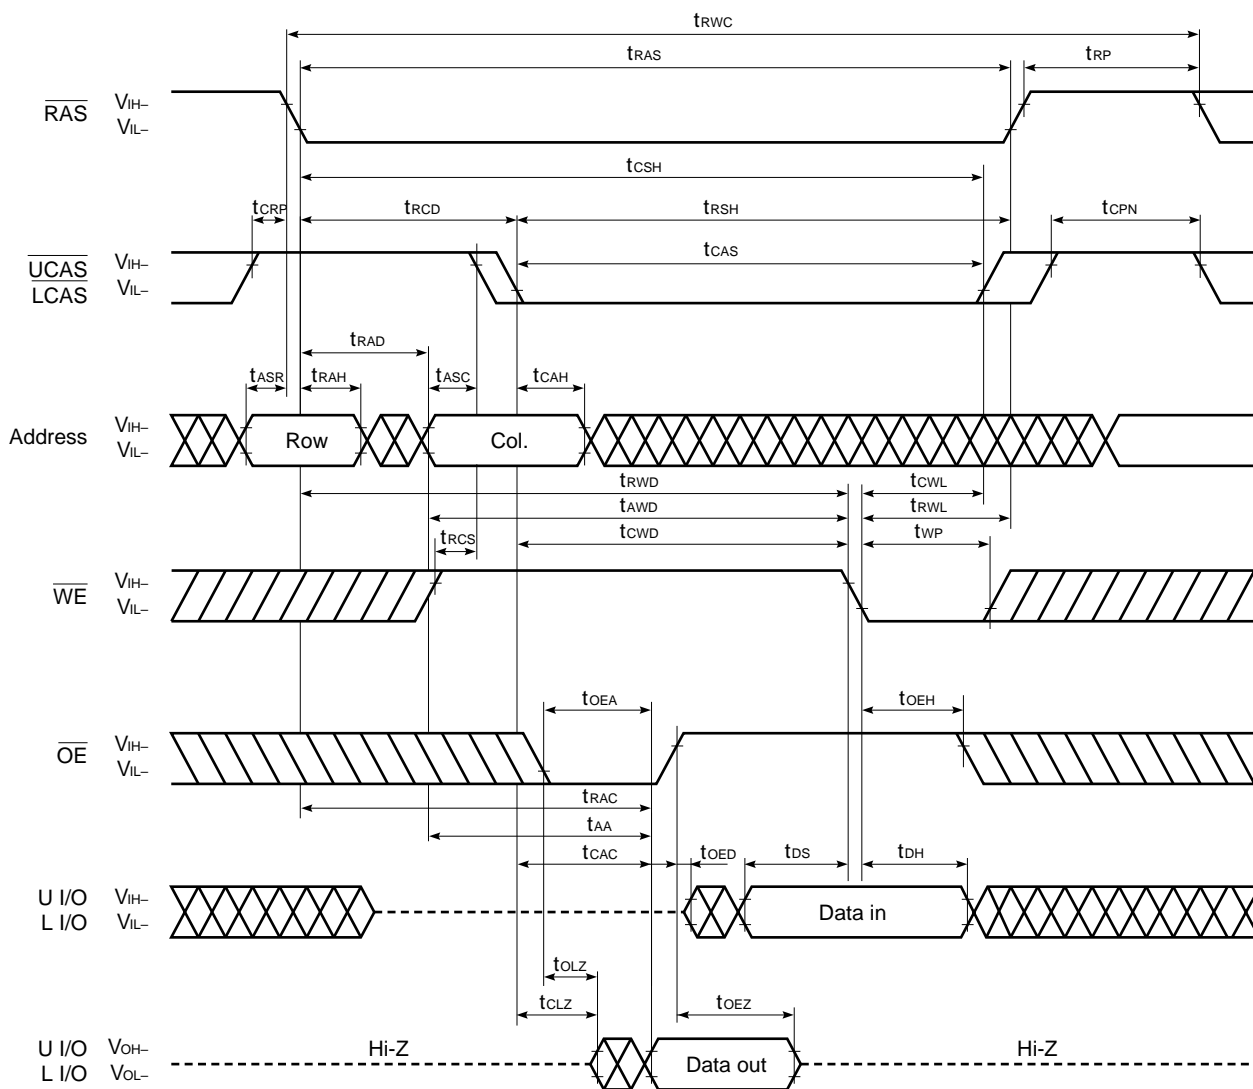 tRWC
tRAS tRP
RAS VIH–
VIL–
tCSH
tCRP tRCD tRSH tCPN
tCAS
UCAS VIH–
LCAS VIL–
tRAD
tASR tRAH tASC tCAH
Address VIH–
VIL–
Row Col.
tRWD tCWL
tAWD tRWL
tCWD tWP
tRCS
WE VIH–
VIL–
tOEA tOEH
OE VIH–
VIL–
tRAC
tAA
tCAC tOED tDS tDH
U I/O VIH–
L I/O VIL–
Data in
tOLZ
tCLZ tOEZ
U I/O VOH–
L I/O VOL–
Hi-Z Data out Hi-Z